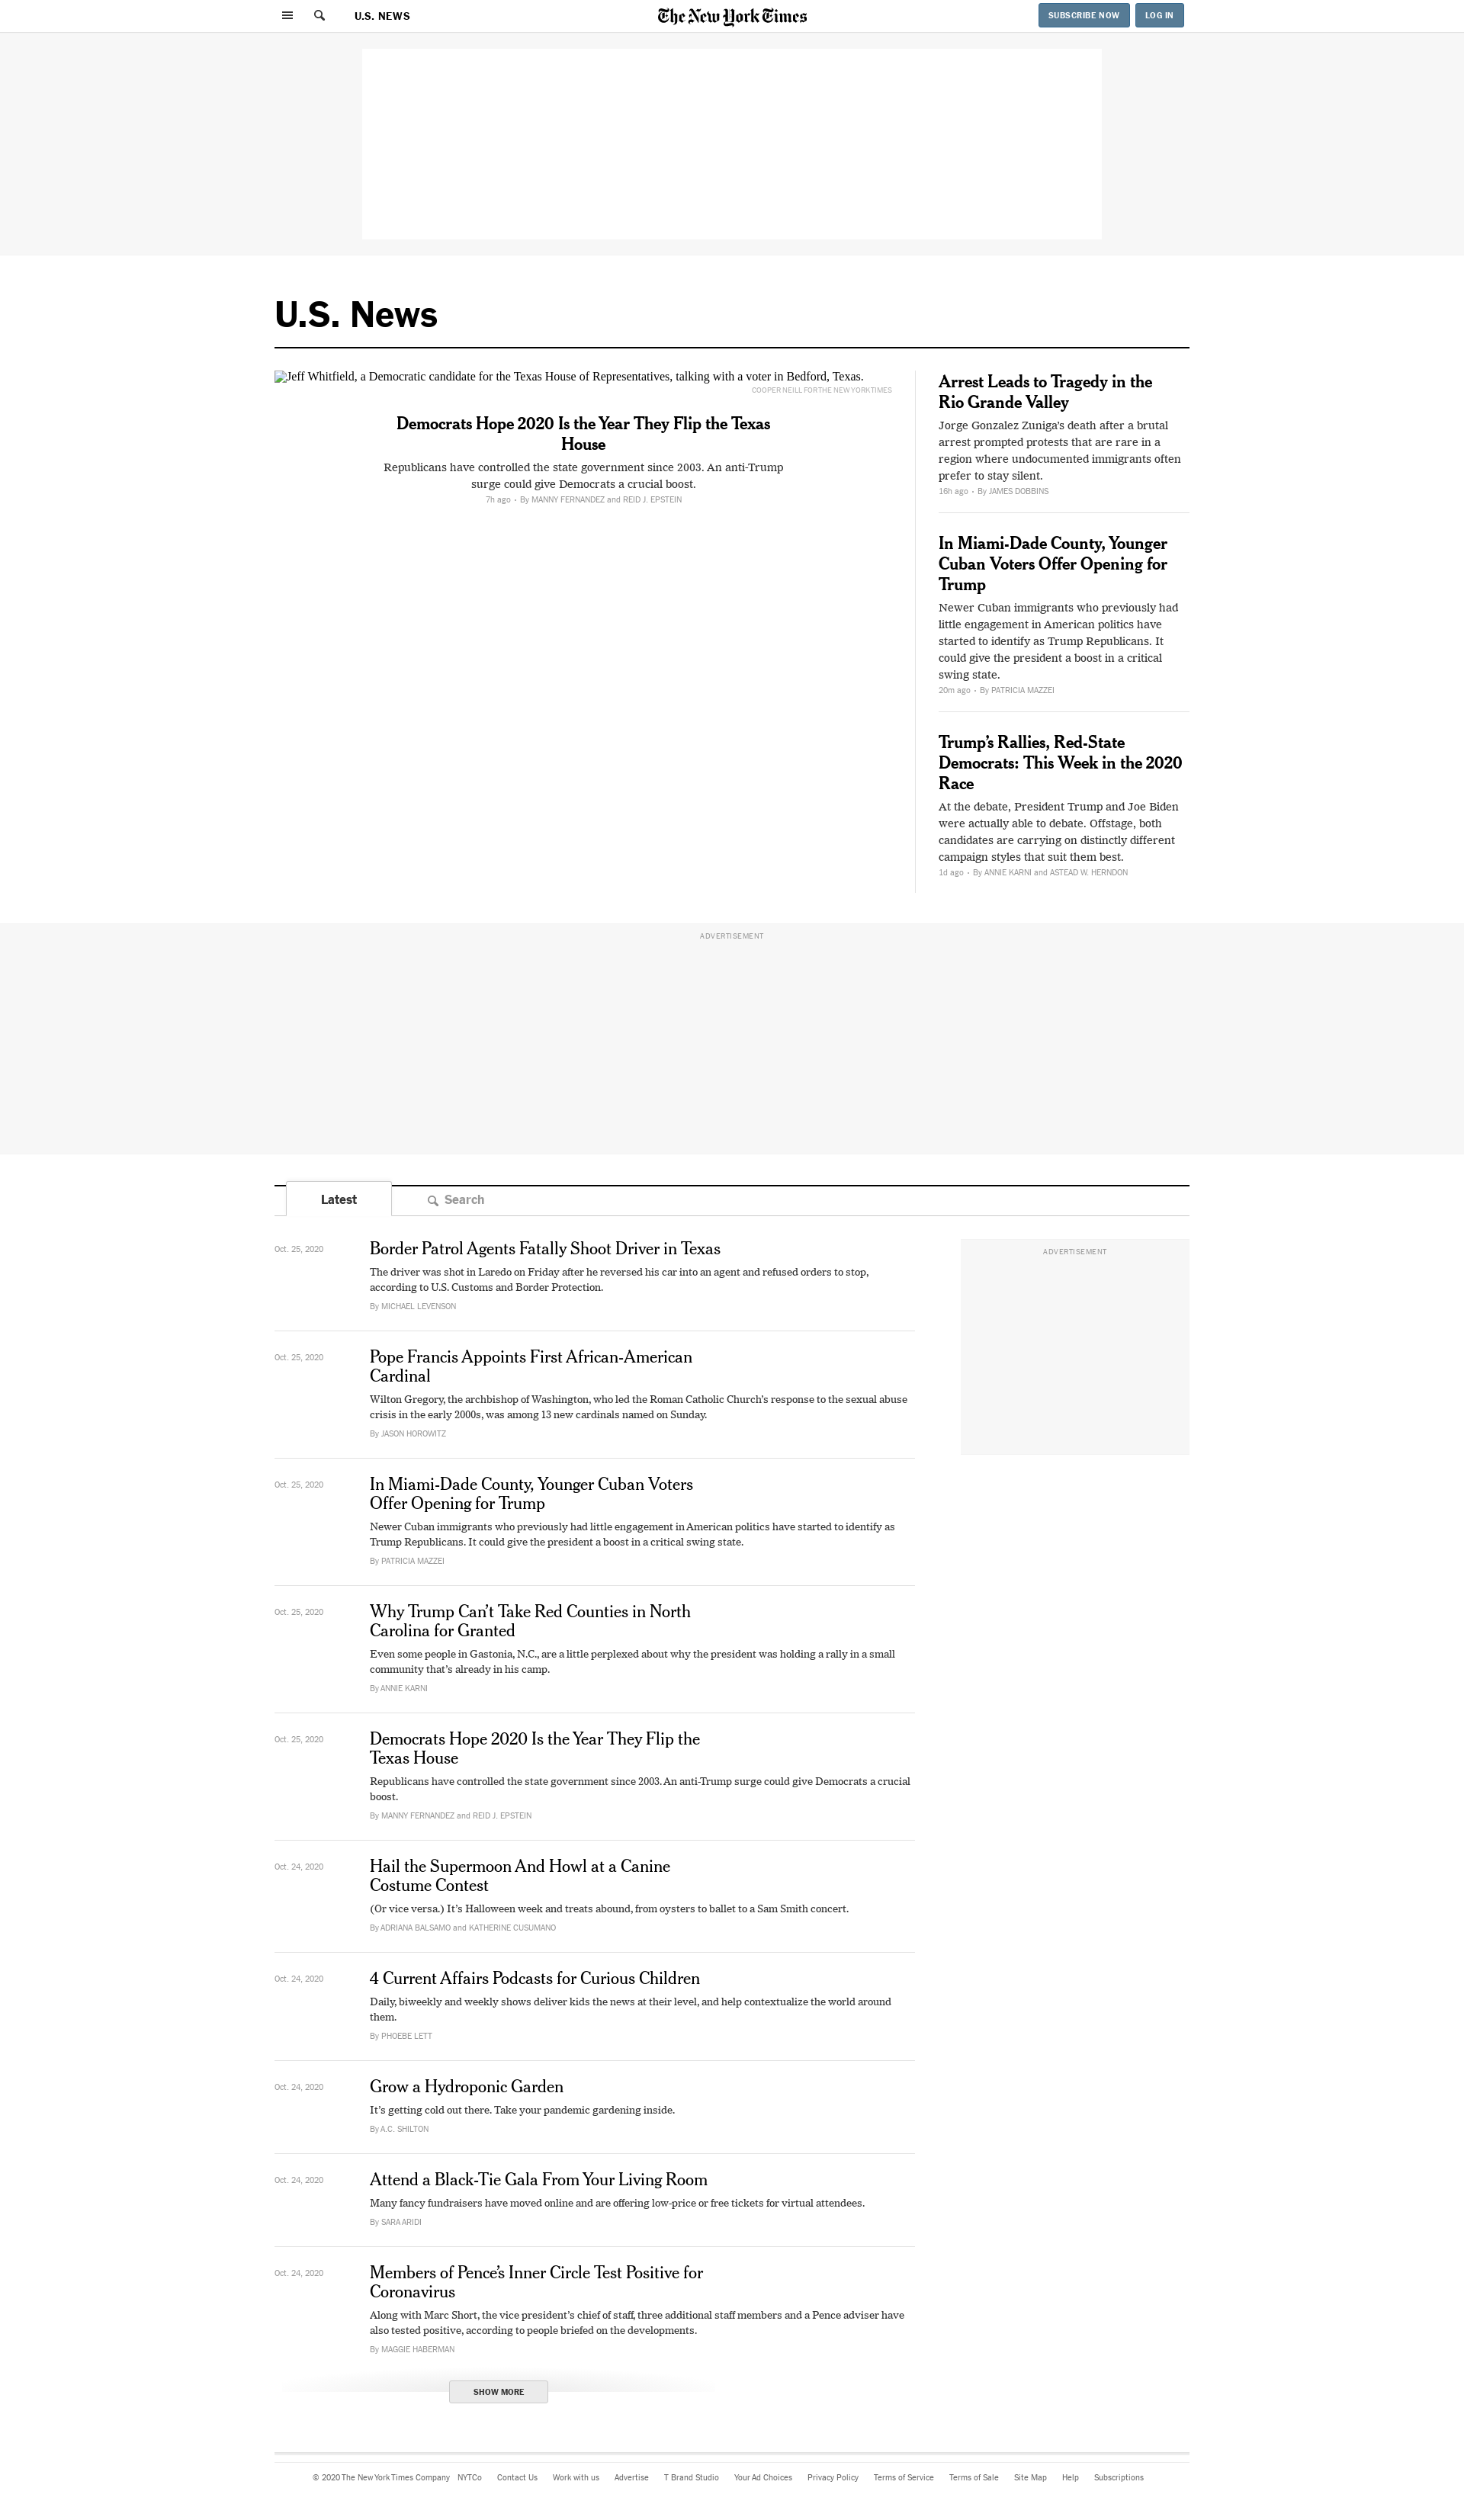 U.S. NEWS
The New York Times
SUBSCRIBE NOW
LOG IN
U.S. News
Jeff Whitfield, a Democratic candidate for the Texas House of Representatives, talking with a voter in Bedford, Texas.
COOPER NEILL FOR THE NEW YORK TIMES
Democrats Hope 2020 Is the Year They Flip the Texas
House
Republicans have controlled the state government since 2003. An anti-Trump
surge could give Democrats a crucial boost.
7h ago • By MANNY FERNANDEZ and REID J. EPSTEIN
Arrest Leads to Tragedy in the
Rio Grande Valley
Jorge Gonzalez Zuniga’s death after a brutal
arrest prompted protests that are rare in a
region where undocumented immigrants often
prefer to stay silent.
16h ago • By JAMES DOBBINS
In Miami-Dade County, Younger
Cuban Voters Offer Opening for
Trump
Newer Cuban immigrants who previously had
little engagement in American politics have
started to identify as Trump Republicans. It
could give the president a boost in a critical
swing state.
20m ago • By PATRICIA MAZZEI
Trump’s Rallies, Red-State
Democrats: This Week in the 2020
Race
At the debate, President Trump and Joe Biden
were actually able to debate. Offstage, both
candidates are carrying on distinctly different
campaign styles that suit them best.
1d ago • By ANNIE KARNI and ASTEAD W. HERNDON
ADVERTISEMENT
Latest
Search
ADVERTISEMENT
Oct. 25, 2020
Border Patrol Agents Fatally Shoot Driver in Texas
The driver was shot in Laredo on Friday after he reversed his car into an agent and refused orders to stop,
according to U.S. Customs and Border Protection.
By MICHAEL LEVENSON
Oct. 25, 2020
Pope Francis Appoints First African-American
Cardinal
Wilton Gregory, the archbishop of Washington, who led the Roman Catholic Church’s response to the sexual abuse
crisis in the early 2000s, was among 13 new cardinals named on Sunday.
By JASON HOROWITZ
Oct. 25, 2020
In Miami-Dade County, Younger Cuban Voters
Offer Opening for Trump
Newer Cuban immigrants who previously had little engagement in American politics have started to identify as
Trump Republicans. It could give the president a boost in a critical swing state.
By PATRICIA MAZZEI
Oct. 25, 2020
Why Trump Can’t Take Red Counties in North
Carolina for Granted
Even some people in Gastonia, N.C., are a little perplexed about why the president was holding a rally in a small
community that’s already in his camp.
By ANNIE KARNI
Oct. 25, 2020
Democrats Hope 2020 Is the Year They Flip the
Texas House
Republicans have controlled the state government since 2003. An anti-Trump surge could give Democrats a crucial
boost.
By MANNY FERNANDEZ and REID J. EPSTEIN
Oct. 24, 2020
Hail the Supermoon And Howl at a Canine
Costume Contest
(Or vice versa.) It’s Halloween week and treats abound, from oysters to ballet to a Sam Smith concert.
By ADRIANA BALSAMO and KATHERINE CUSUMANO
Oct. 24, 2020
4 Current Affairs Podcasts for Curious Children
Daily, biweekly and weekly shows deliver kids the news at their level, and help contextualize the world around
them.
By PHOEBE LETT
Oct. 24, 2020
Grow a Hydroponic Garden
It’s getting cold out there. Take your pandemic gardening inside.
By A.C. SHILTON
Oct. 24, 2020
Attend a Black-Tie Gala From Your Living Room
Many fancy fundraisers have moved online and are offering low-price or free tickets for virtual attendees.
By SARA ARIDI
Oct. 24, 2020
Members of Pence’s Inner Circle Test Positive for
Coronavirus
Along with Marc Short, the vice president’s chief of staff, three additional staff members and a Pence adviser have
also tested positive, according to people briefed on the developments.
By MAGGIE HABERMAN
SHOW MORE
© 2020 The New York Times Company NYTCo Contact Us Work with us Advertise T Brand Studio Your Ad Choices Privacy Policy Terms of Service Terms of Sale Site Map Help Subscriptions